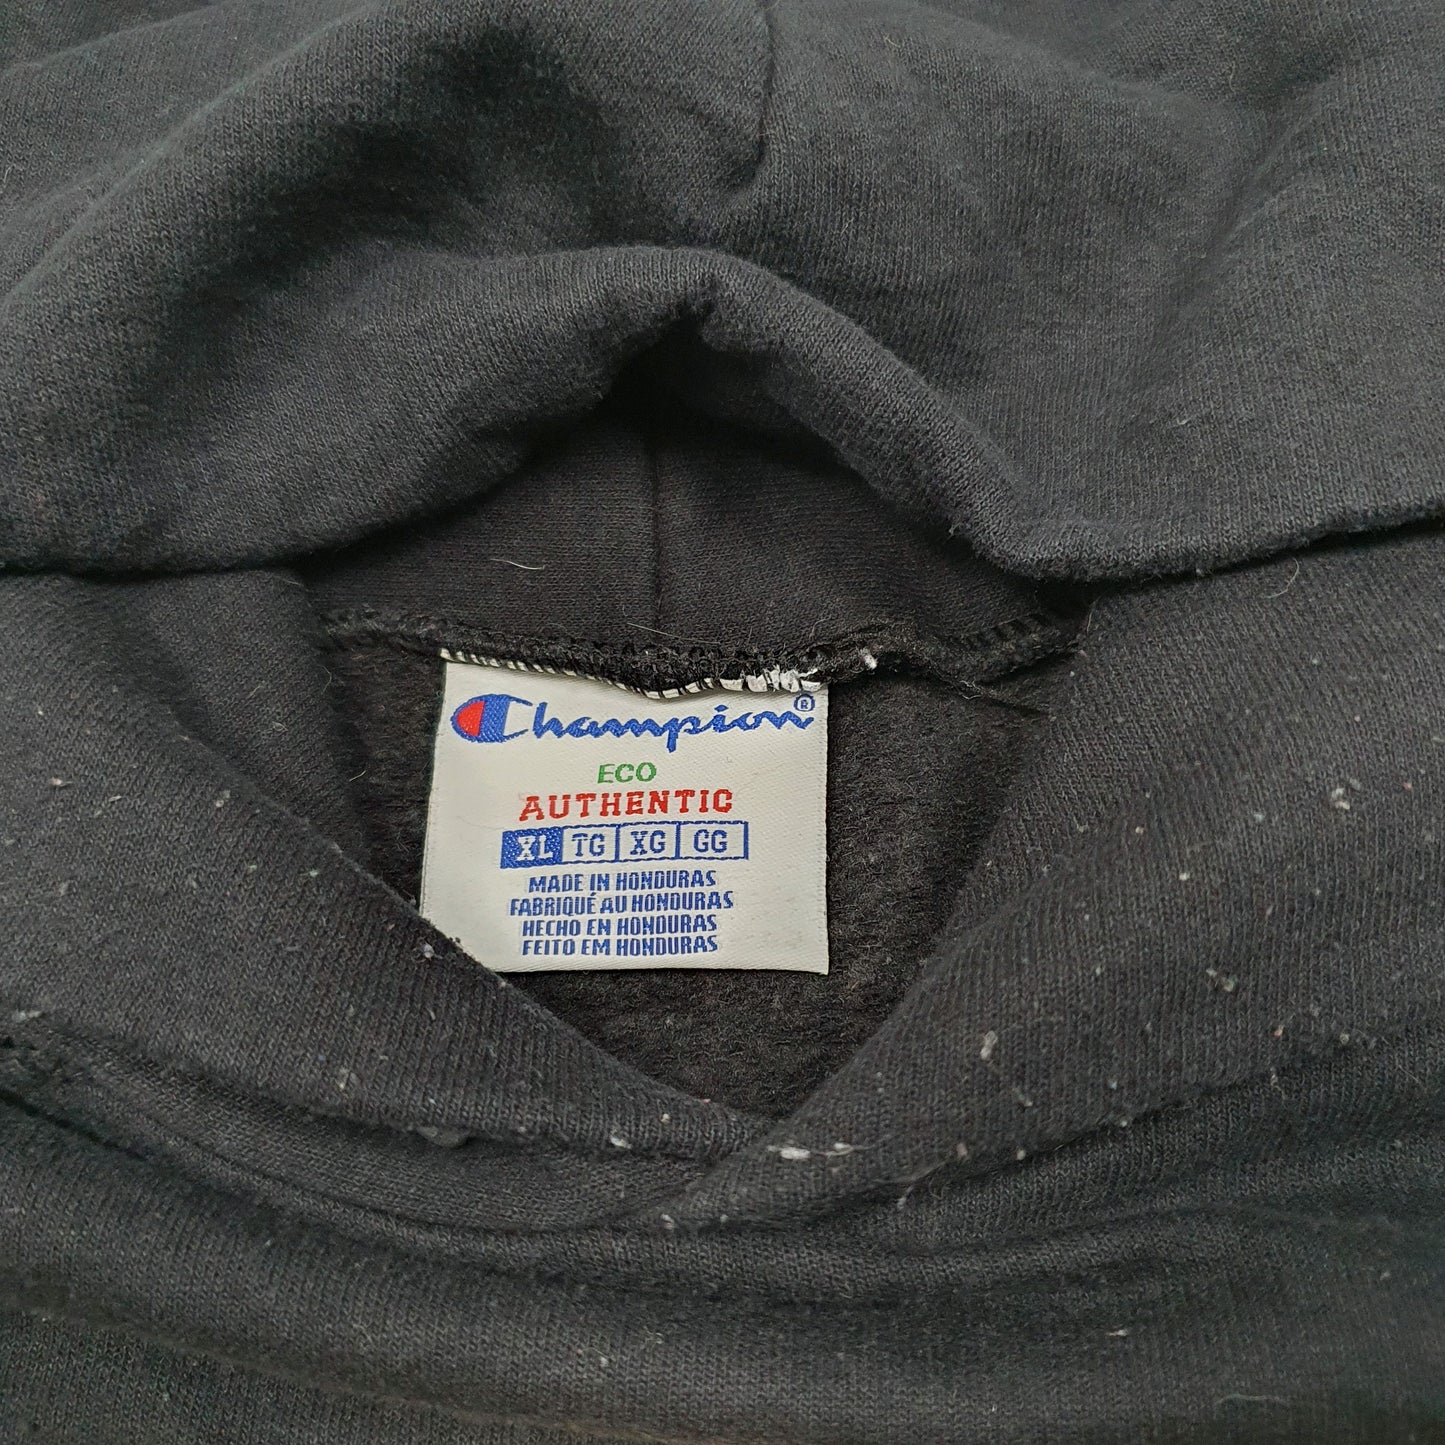 Champion®
ECO
AUTHENTIC
XL TG XG GG
MADE IN HONDURAS
FABRIQUÉ AU HONDURAS
HECHO EN HONDURAS
FEITO EM HONDURAS